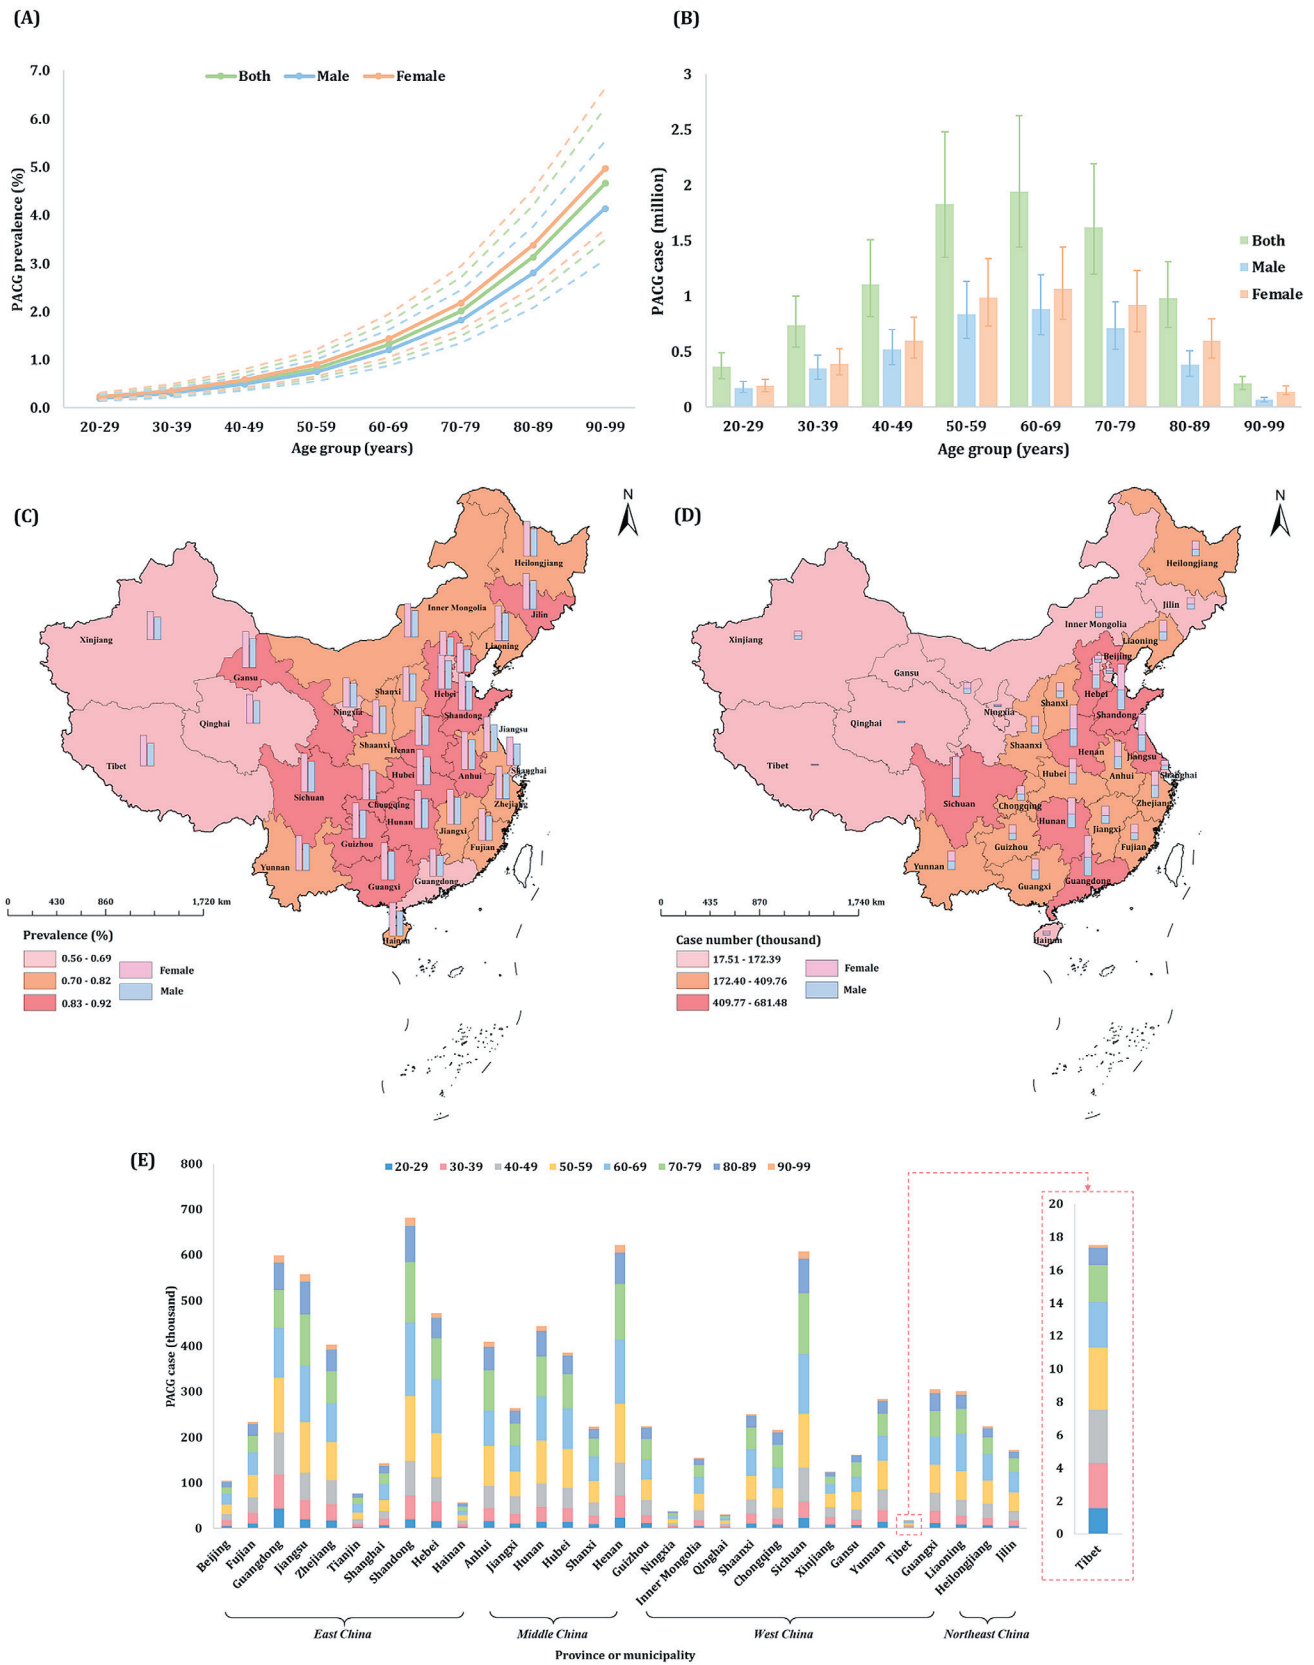 (A)
7.0
6.0
5.0
4.0
3.0
2.0
1.0
0.0
PACG prevalence (%)
Both Male Female
20-29 30-39 40-49 50-59 60-69 70-79 80-89 90-99
Age group (years)
(B)
3
2.5
2
1.5
1
0.5
0
PACG case (million)
Both
Male
Female
20-29 30-39 40-49 50-59 60-69 70-79 80-89 90-99
Age group (years)
(C)
N
Heilongjiang
Jilin
Inner Mongolia
Liaoning
Xinjiang
Gansu
Shanxi
Hebei
Ningxia
Qinghai
Shandong
Jiangsu
Shaanxi
Henan
Tibet
Shanghai
Hubei
Anhui
Sichuan
Chongqing
Zhejiang
Hunan
Jiangxi
Guizhou
Fujian
Yunnan
Guangdong
Guangxi
Hainan
0 430 860 1,720 km
Prevalence (%)
0.56 - 0.69
0.70 - 0.82
0.83 - 0.92
Female
Male
(D)
N
Heilongjiang
Jilin
Inner Mongolia
Liaoning
Xinjiang
Beijing
Gansu
Hebei
Shanxi
Ningxia
Shandong
Qinghai
Shaanxi
Henan
Jiangsu
Tibet
Hubei
Anhui
Shanghai
Sichuan
Chongqing
Zhejiang
Hunan
Jiangxi
Guizhou
Fujian
Yunnan
Guangdong
Guangxi
Hainan
0 435 870 1,740 km
Case number (thousand)
17.51 - 172.39
172.40 - 409.76
409.77 - 681.48
Female
Male
(E)
800
700
600
500
400
300
200
100
0
PACG case (thousand)
20-29 30-39 40-49 50-59 60-69 70-79 80-89 90-99
Beijing Fujian Guangdong Jiangsu Zhejiang Tianjin Shanghai Shandong Hebei Hainan Anhui Jiangxi Hunan Hubei Shanxi Henan Guizhou Ningxia Inner Mongolia Qinghai Shaanxi Chongqing Sichuan Xinjiang Gansu Yunnan Tibet Guangxi Liaoning Heilongjiang Jilin
East China Middle China West China Northeast China
Province or municipality
20
18
16
14
12
10
8
6
4
2
0
Tibet